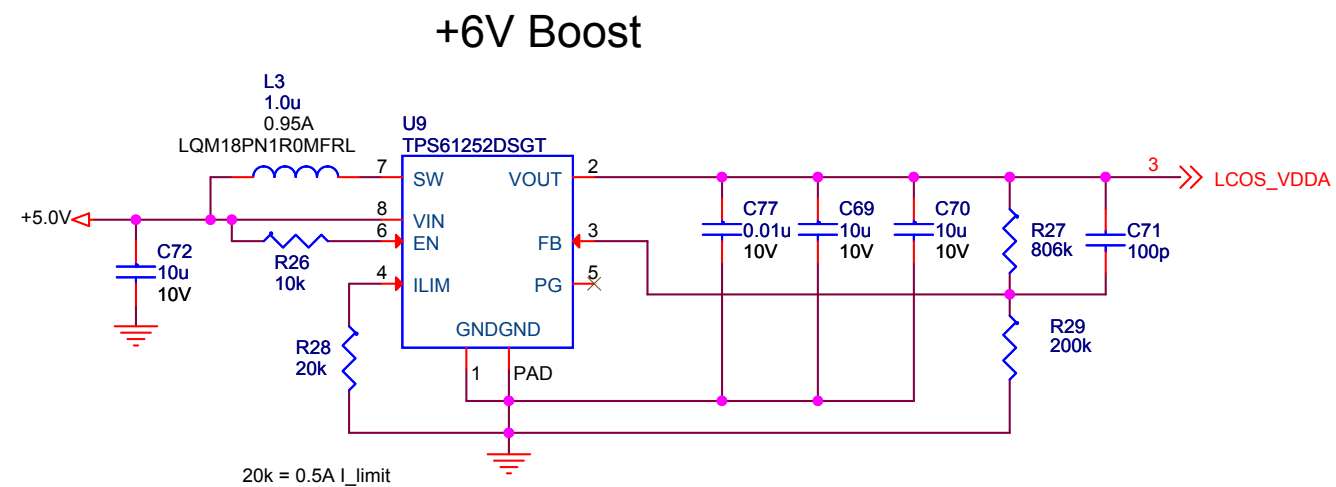 +6V Boost
L3
1.0u
0.95A
LQM18PN1R0MFRL
U9
TPS61252DSGT
7
SW
VOUT
2
3
LCOS_VDDA
+5.0V
8
VIN
6
EN
FB
3
C77
0.01u
10V
C69
10u
10V
C70
10u
10V
R27
806k
C71
100p
C72
10u
10V
R26
10k
4
ILIM
PG
5
GNDGND
R28
20k
1
PAD
R29
200k
20k = 0.5A I_limit